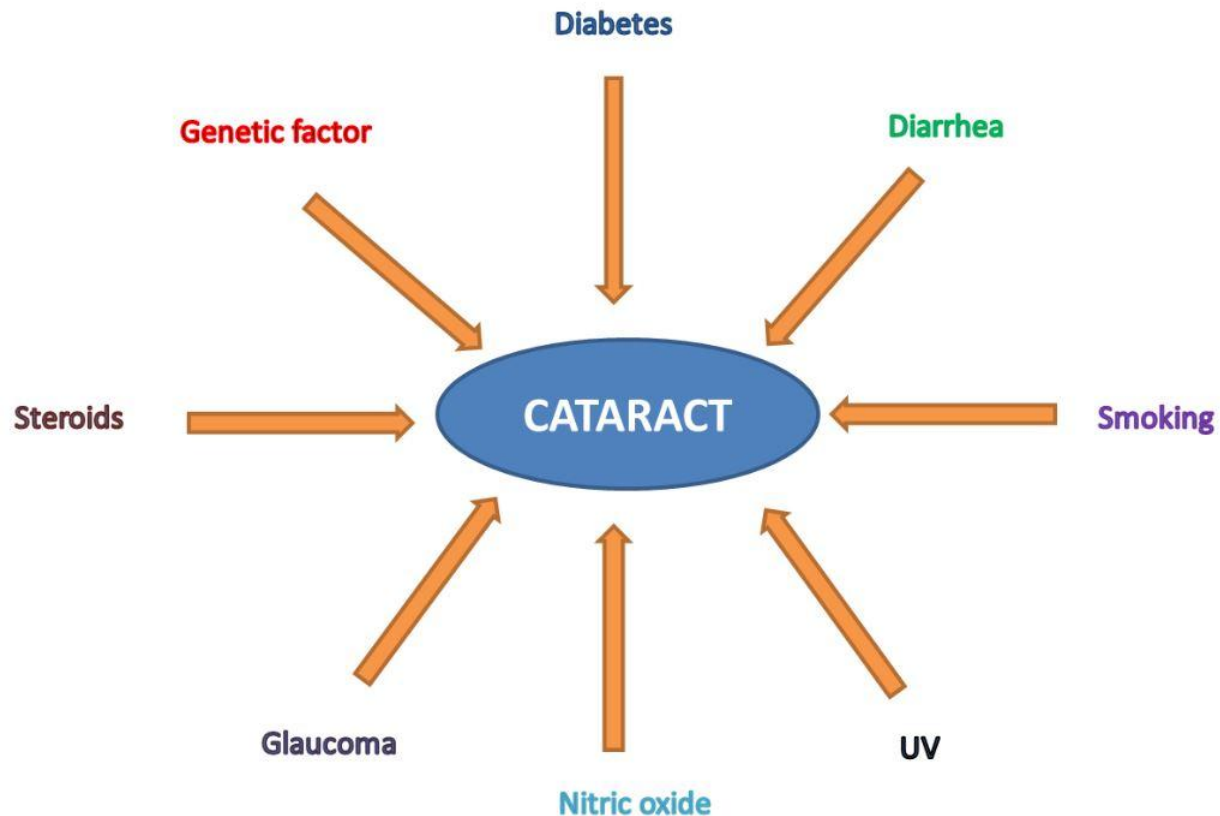 Diabetes
Genetic factor
Diarrhea
Steroids
CATARACT
Smoking
Glaucoma
UV
Nitric oxide